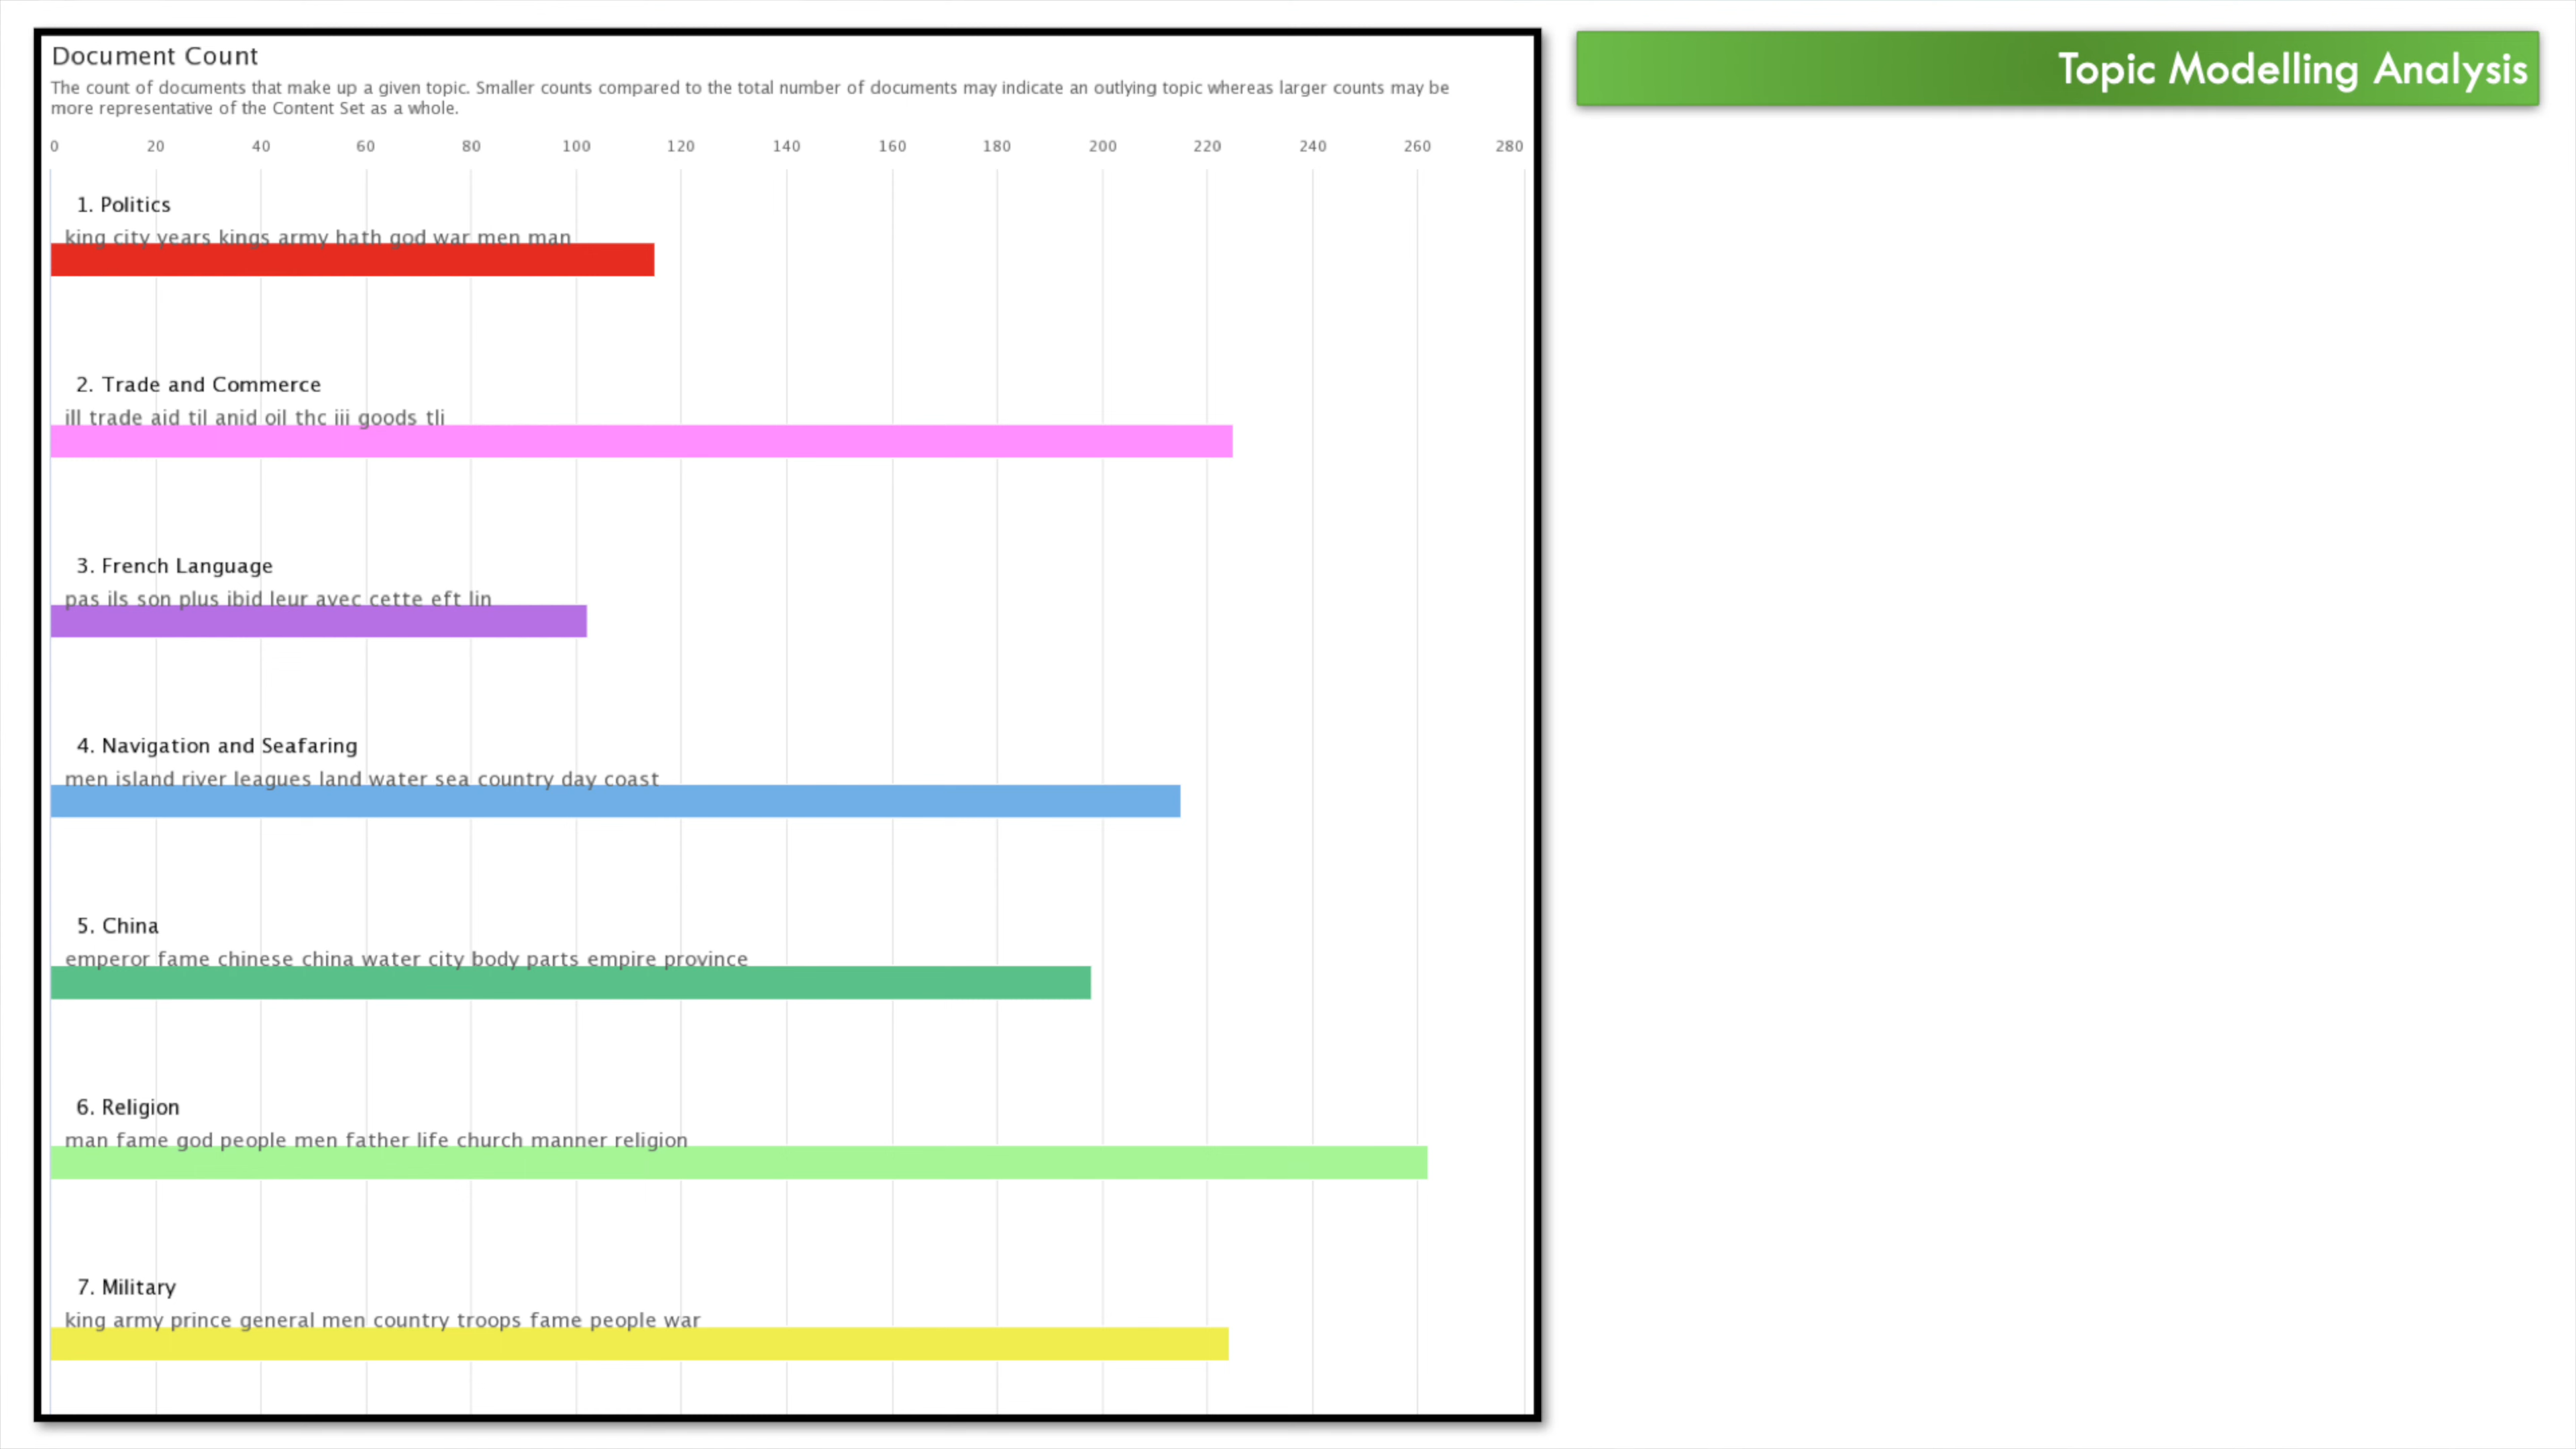 Document Count
The count of documents that make up a given topic. Smaller counts compared to the total number of documents may indicate an outlying topic whereas larger counts may be
more representative of the Content Set as a whole.
0 20 40 60 80 100 120 140 160 180 200 220 240 260 280
1. Politics
king city years kings army hath god war men man
2. Trade and Commerce
ill trade aid til anid oil thc iii goods tli
3. French Language
pas ils son plus ibid leur avec cette eft lin
4. Navigation and Seafaring
men island river leagues land water sea country day coast
5. China
emperor fame chinese china water city body parts empire province
6. Religion
man fame god people men father life church manner religion
7. Military
king army prince general men country troops fame people war
Topic Modelling Analysis